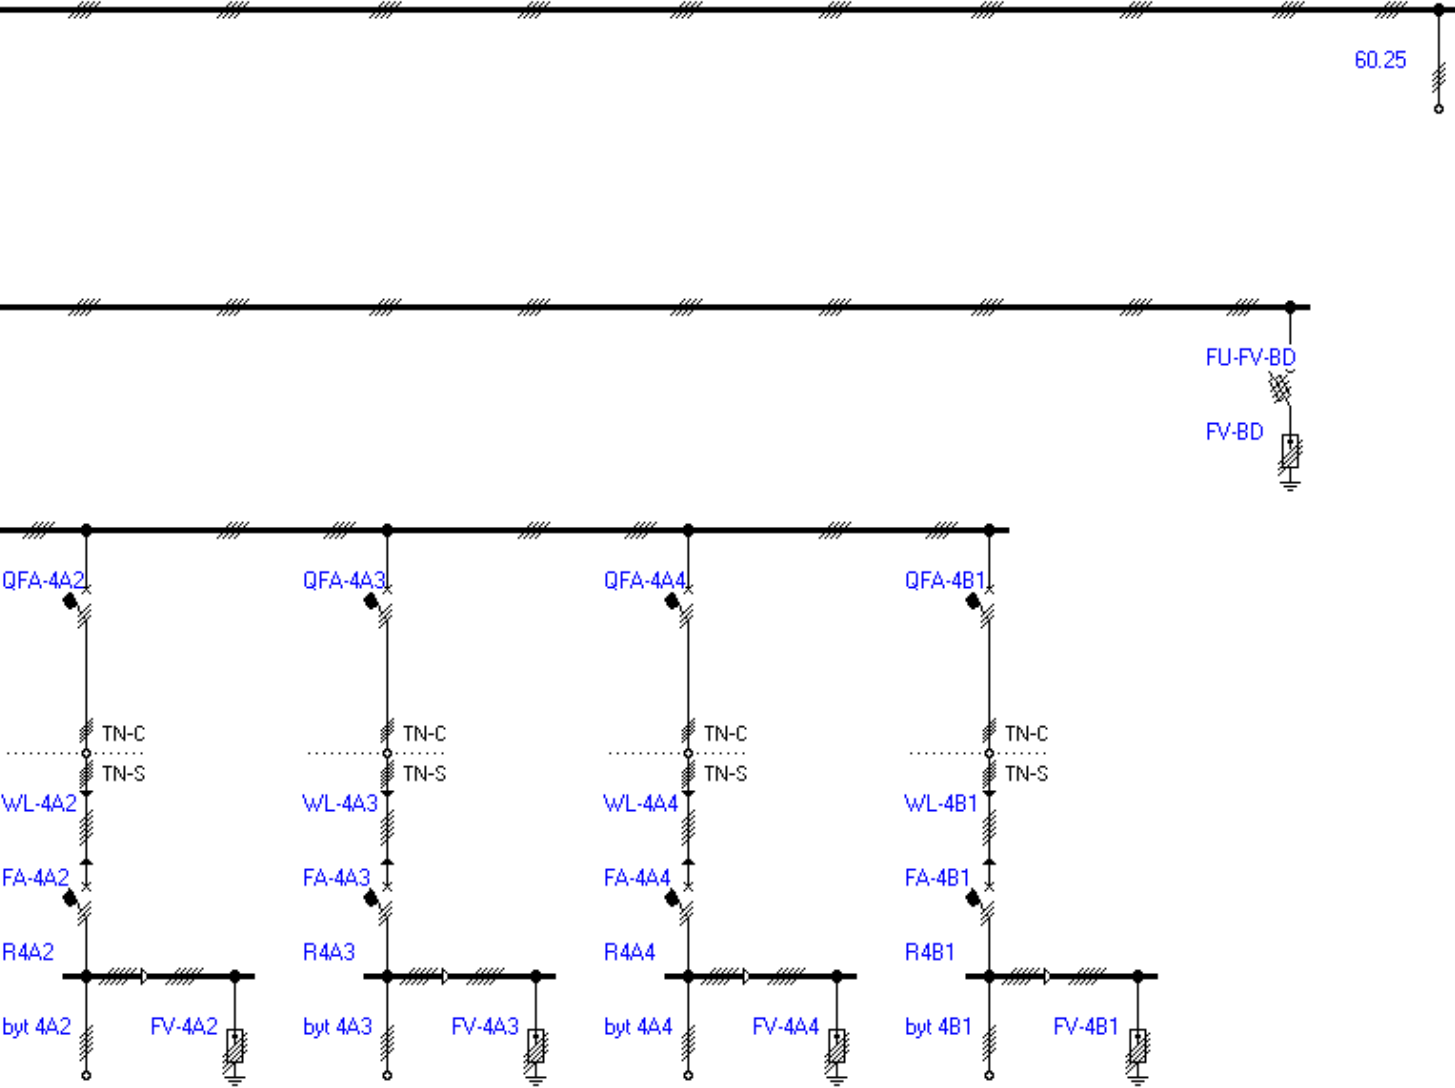 60.25
FU-FV-BD
FV-BD
QFA-4A2 QFA-4A3 QFA-4A4 QFA-4B1
TN-C TN-C TN-C TN-C
TN-S TN-S TN-S TN-S
WL-4A2 WL-4A3 WL-4A4 WL-4B1
FA-4A2 FA-4A3 FA-4A4 FA-4B1
R4A2 R4A3 R4A4 R4B1
byt 4A2 FV-4A2 byt 4A3 FV-4A3 byt 4A4 FV-4A4 byt 4B1 FV-4B1